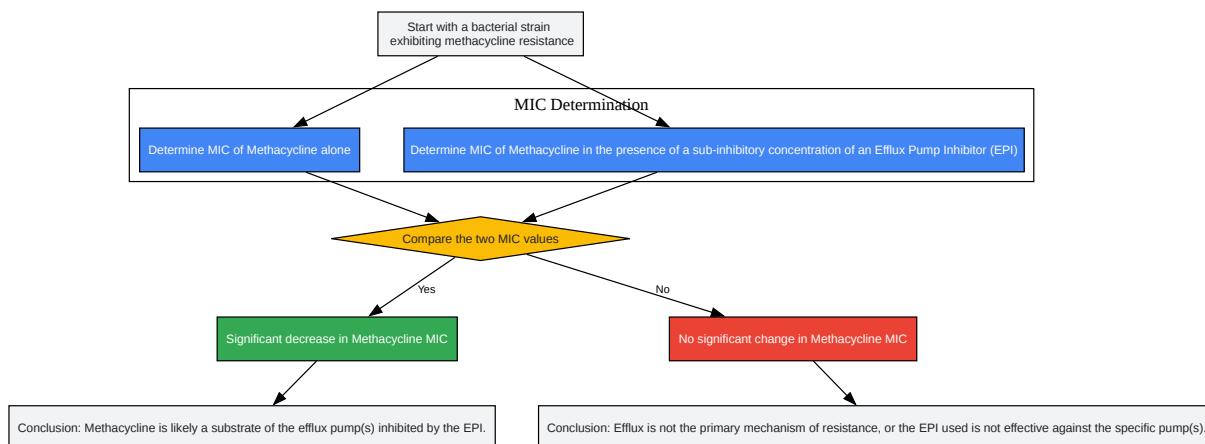 Start with a bacterial strain
exhibiting methacycline resistance
MIC Determination
Determine MIC of Methacycline alone
Determine MIC of Methacycline in the presence of a sub-inhibitory concentration of an Efflux Pump Inhibitor (EPI)
Compare the two MIC values
Yes
No
Significant decrease in Methacycline MIC
No significant change in Methacycline MIC
Conclusion: Methacycline is likely a substrate of the efflux pump(s) inhibited by the EPI.
Conclusion: Efflux is not the primary mechanism of resistance, or the EPI used is not effective against the specific pump(s).